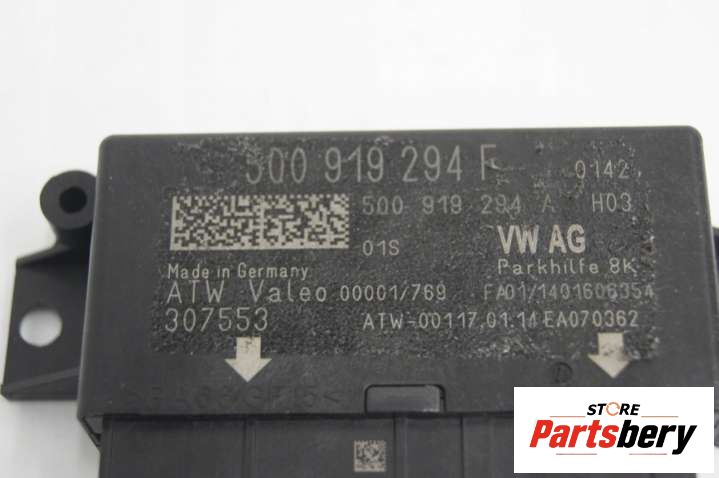 5Q0 919 294 F 0142
5Q0 919 294 A H03
01S VW AG
Made in Germany Parkhilfe 8K
ATW Valeo 00001/769 FA01/140160635A
307553 ATW-00117.01.14 EA070362
D
STORE
Partsbery